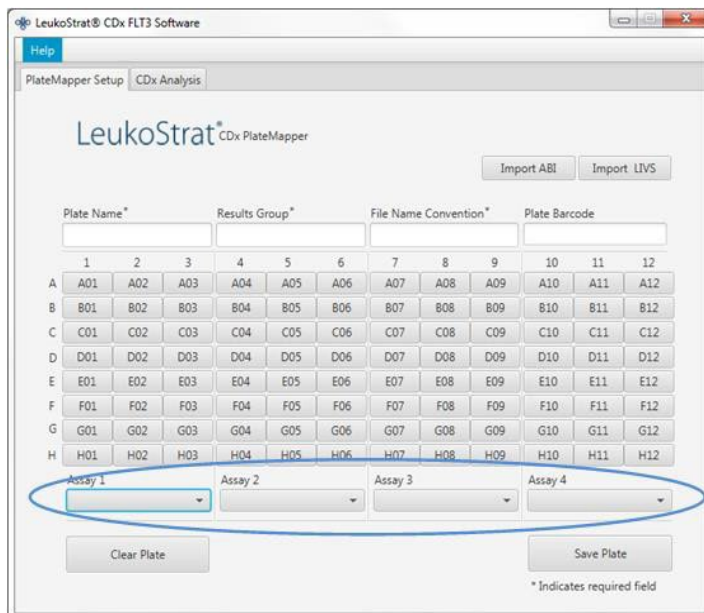 LeukoStrat® CDx FLT3 Software
Help
PlateMapper Setup CDx Analysis
LeukoStrat® CDx PlateMapper
Import ABI Import LIVS
Plate Name* Results Group* File Name Convention* Plate Barcode
1 2 3 4 5 6 7 8 9 10 11 12
A A01 A02 A03 A04 A05 A06 A07 A08 A09 A10 A11 A12
B B01 B02 B03 B04 B05 B06 B07 B08 B09 B10 B11 B12
C C01 C02 C03 C04 C05 C06 C07 C08 C09 C10 C11 C12
D D01 D02 D03 D04 D05 D06 D07 D08 D09 D10 D11 D12
E E01 E02 E03 E04 E05 E06 E07 E08 E09 E10 E11 E12
F F01 F02 F03 F04 F05 F06 F07 F08 F09 F10 F11 F12
G G01 G02 G03 G04 G05 G06 G07 G08 G09 G10 G11 G12
H H01 H02 H03 H04 H05 H06 H07 H08 H09 H10 H11 H12
Assay 1 Assay 2 Assay 3 Assay 4
Clear Plate Save Plate
* Indicates required field